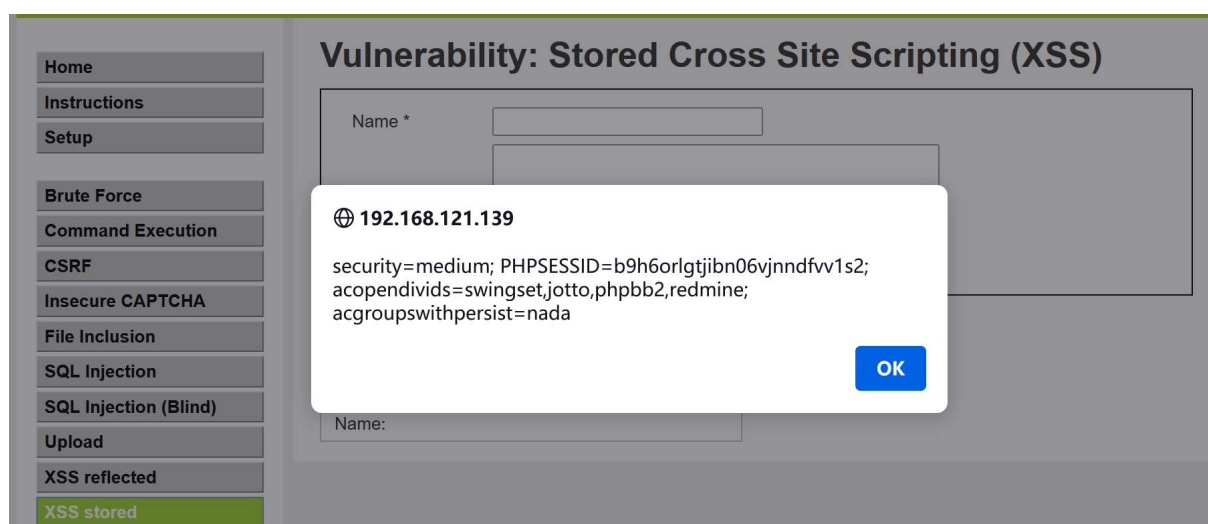 Home
Instructions
Setup
Brute Force
Command Execution
CSRF
Insecure CAPTCHA
File Inclusion
SQL Injection
SQL Injection (Blind)
Upload
XSS reflected
XSS stored
Vulnerability: Stored Cross Site Scripting (XSS)
Name *
192.168.121.139
security=medium; PHPSESSID=b9h6orlgtjibn06vjnndfvv1s2;
acopendivids=swingset,jotto,phpbb2,redmine;
acgroupswithpersist=nada
OK
Name: